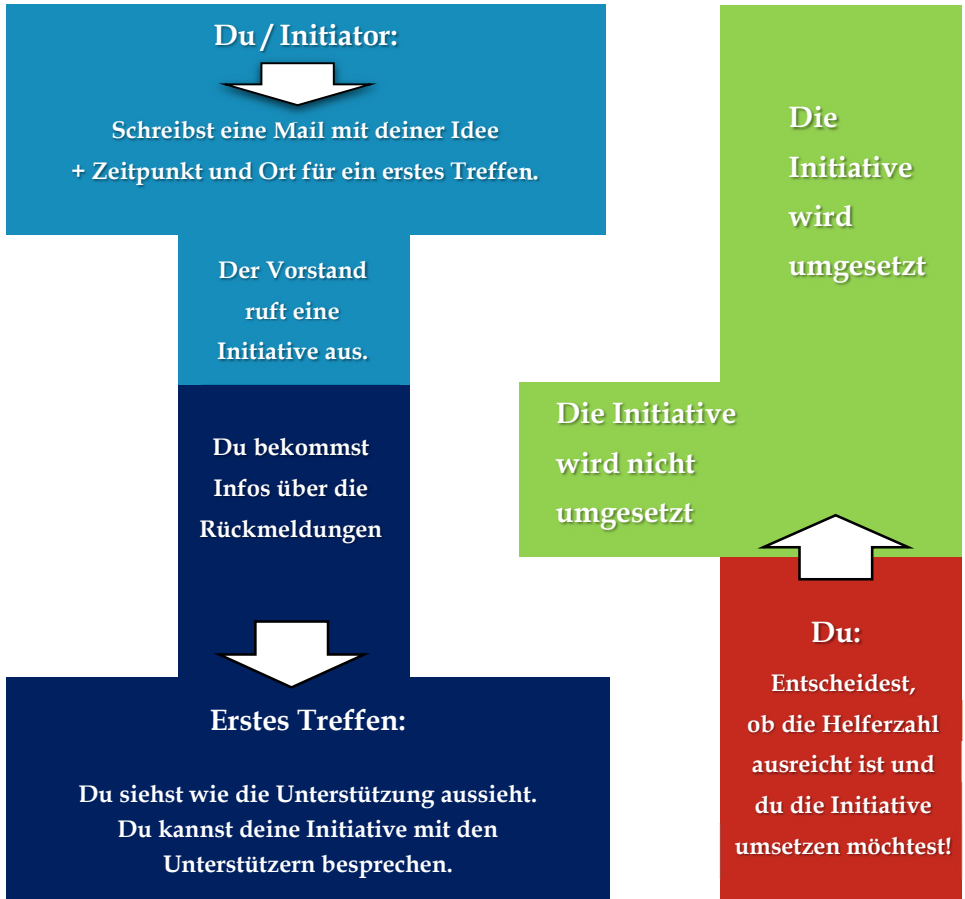 Du / Initiator:
Schreibst eine Mail mit deiner Idee
+ Zeitpunkt und Ort für ein erstes Treffen.
Der Vorstand
ruft eine
Initiative aus.
Du bekommst
Infos über die
Rückmeldungen
Erstes Treffen:
Du siehst wie die Unterstützung aussieht.
Du kannst deine Initiative mit den
Unterstützern besprechen.
Du:
Entscheidest,
ob die Helferzahl
ausreicht ist und
du die Initiative
umsetzen möchtest!
Die Initiative
wird nicht
umgesetzt
Die
Initiative
wird
umgesetzt